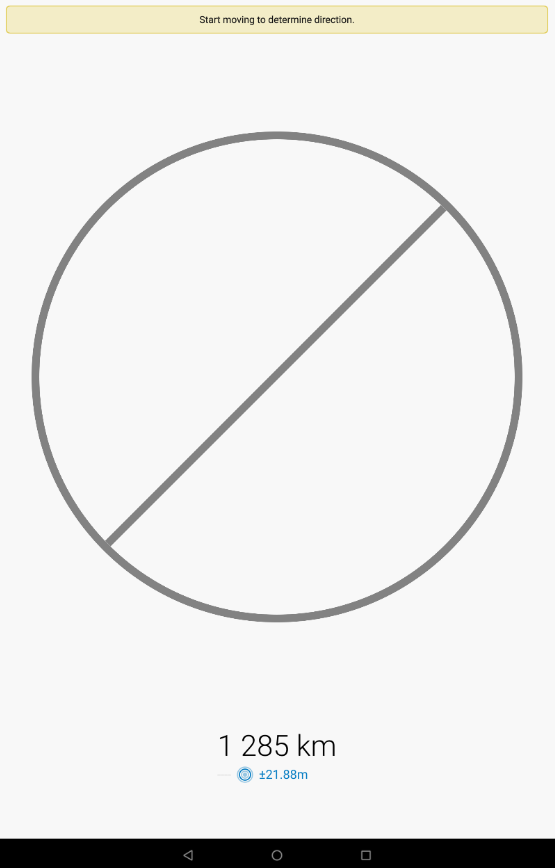 Start moving to determine direction.
1 285 km
±21.88m